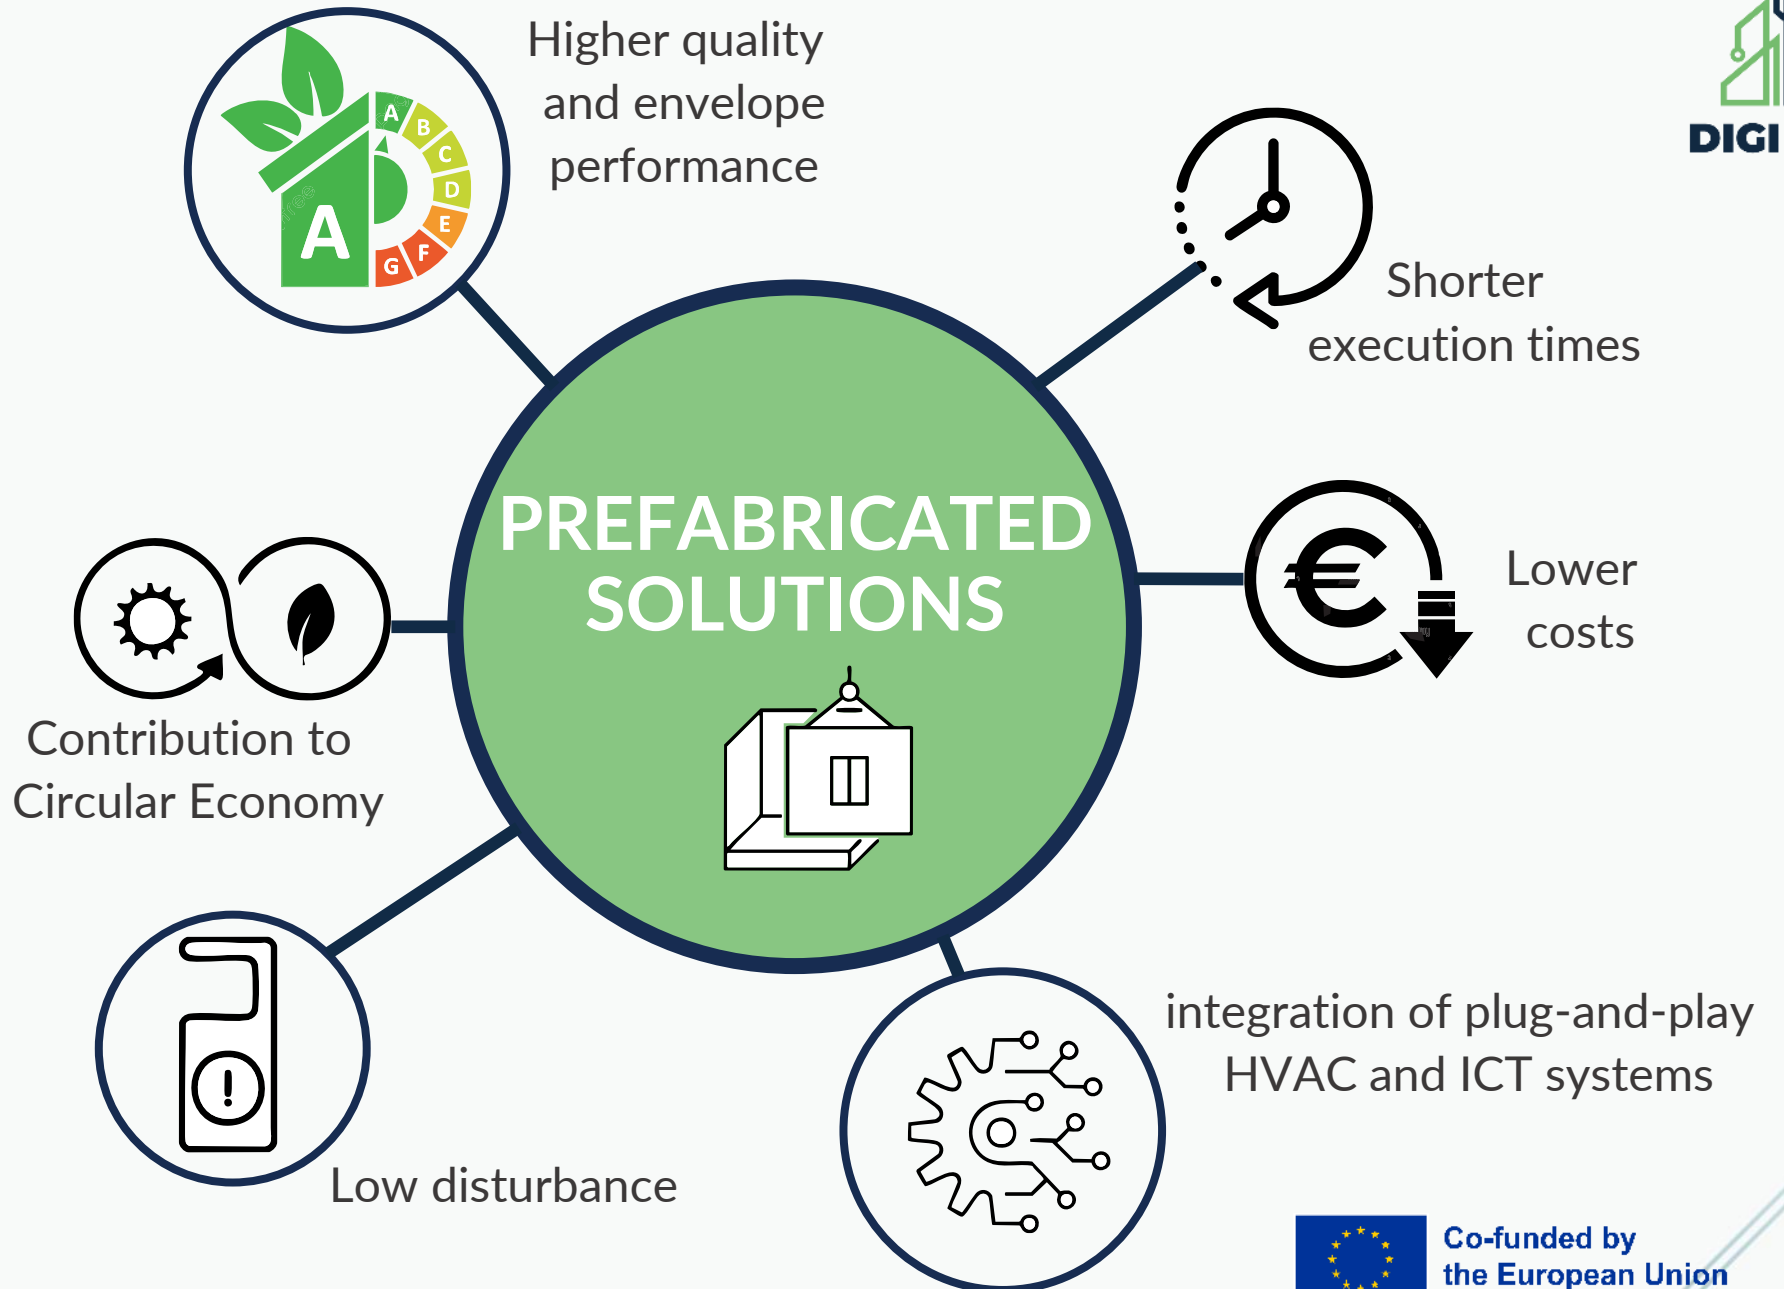 Higher quality
and envelope
performance
A
B
C
D
E
F
G
A
DIGI
Shorter
execution times
PREFABRICATED
SOLUTIONS
Lower
costs
Contribution to
Circular Economy
!
integration of plug-and-play
HVAC and ICT systems
Low disturbance
Co-funded by
the European Union